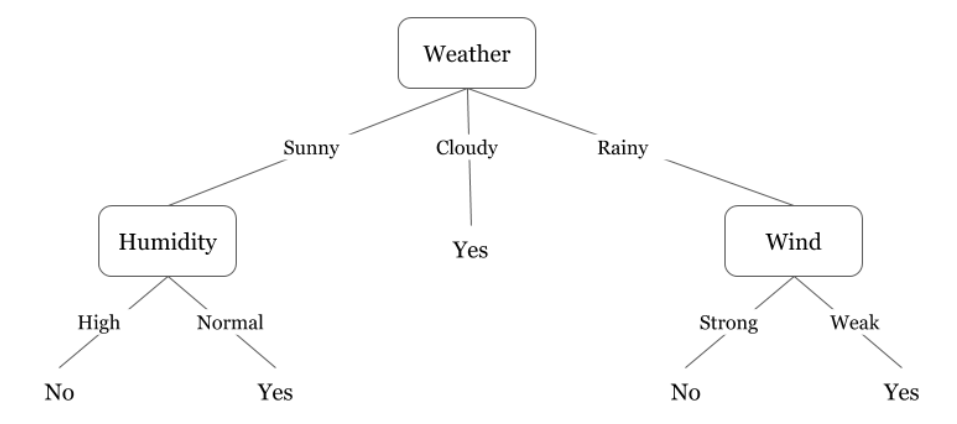 Weather
Sunny
Cloudy
Rainy
Humidity
Yes
Wind
High
Normal
Strong
Weak
No
Yes
No
Yes